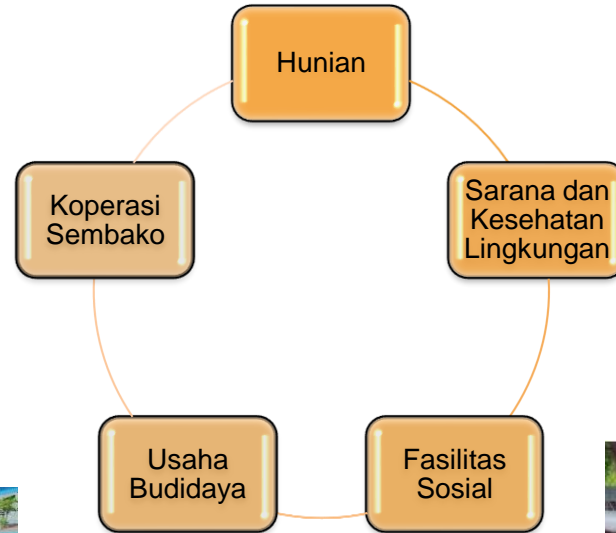 Hunian
Sarana dan
Kesehatan
Lingkungan
Fasilitas
Sosial
Usaha
Budidaya
Koperasi
Sembako